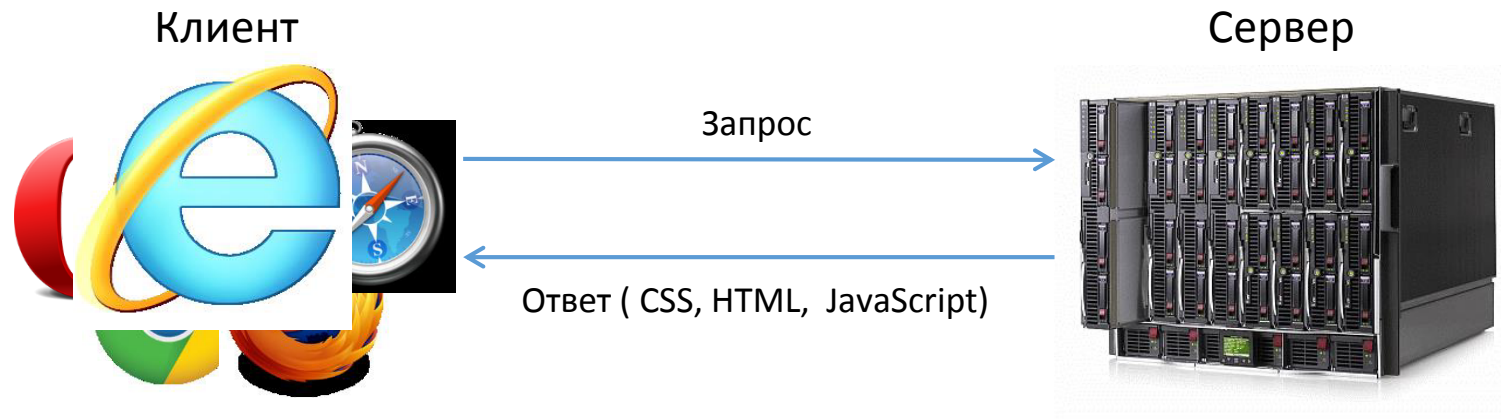 Клиент
Сервер
Запрос
Ответ ( CSS, HTML, JavaScript)